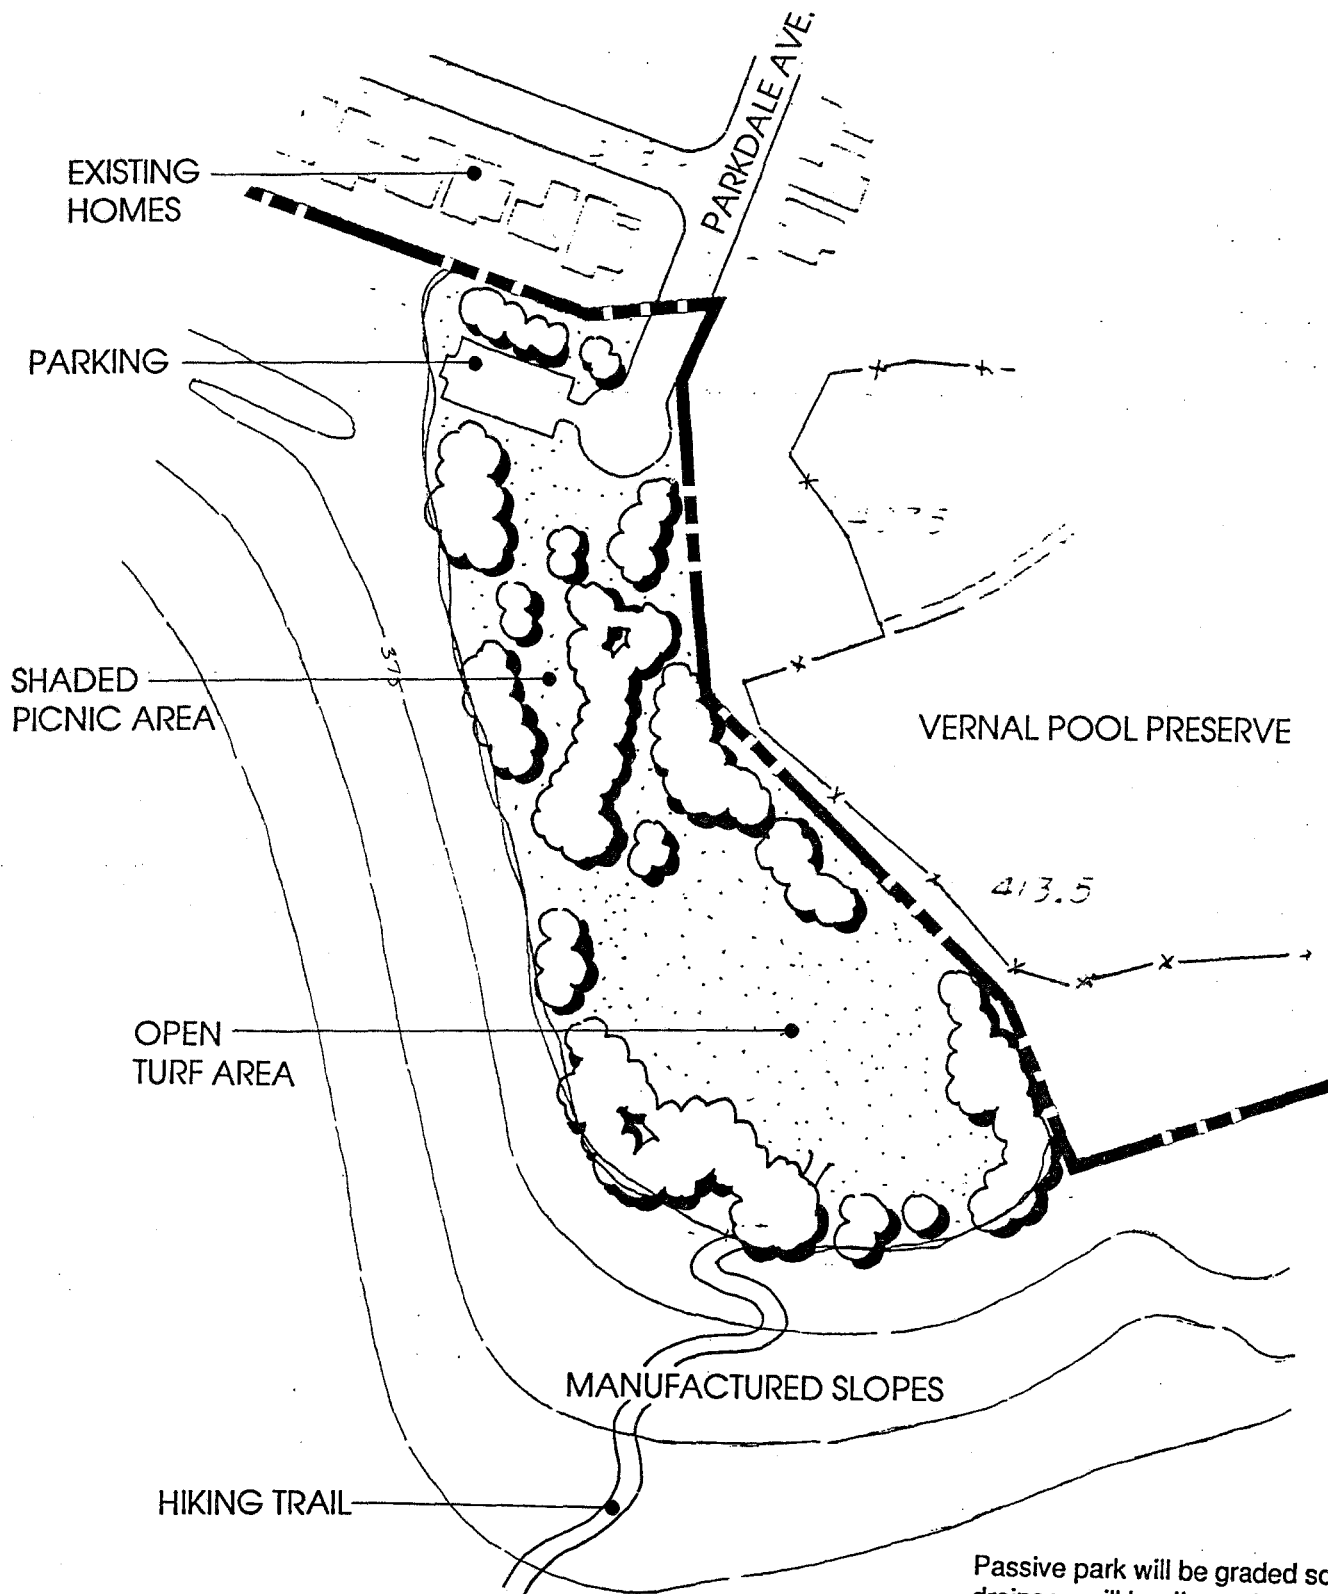 PARKDALE AVE.
EXISTING
HOMES
PARKING
375
SHADED
PICNIC AREA
VERNAL POOL PRESERVE
413.5
OPEN
TURF AREA
MANUFACTURED SLOPES
HIKING TRAIL
Passive park will be graded so